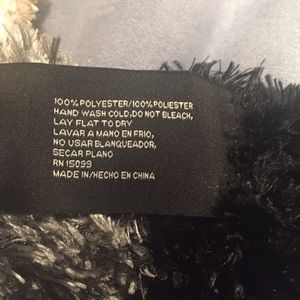 100% POLYESTER/100% POLIESTER
HAND WASH COLD, DO NOT BLEACH,
LAY FLAT TO DRY
LAVAR A MANO EN FRIO,
NO USAR BLANQUEADOR,
SECAR PLANO
RN 15099
MADE IN/HECHO EN CHINA